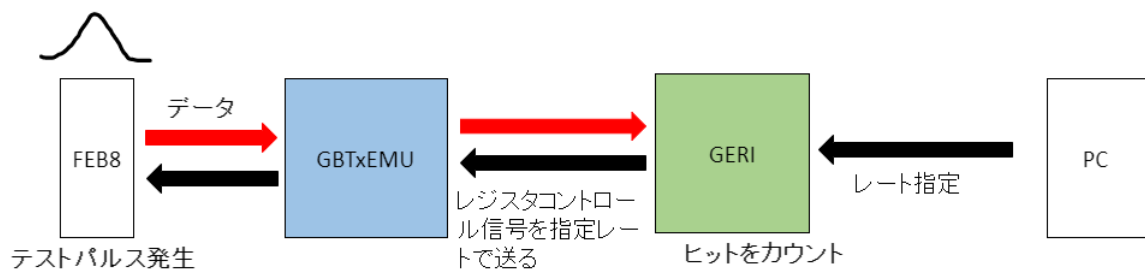 データ
FEB8
GBTxEMU
GERI
PC
レート指定
レジスタコントロー
ル信号を指定レー
トで送る
テストパルス発生
ヒットをカウント